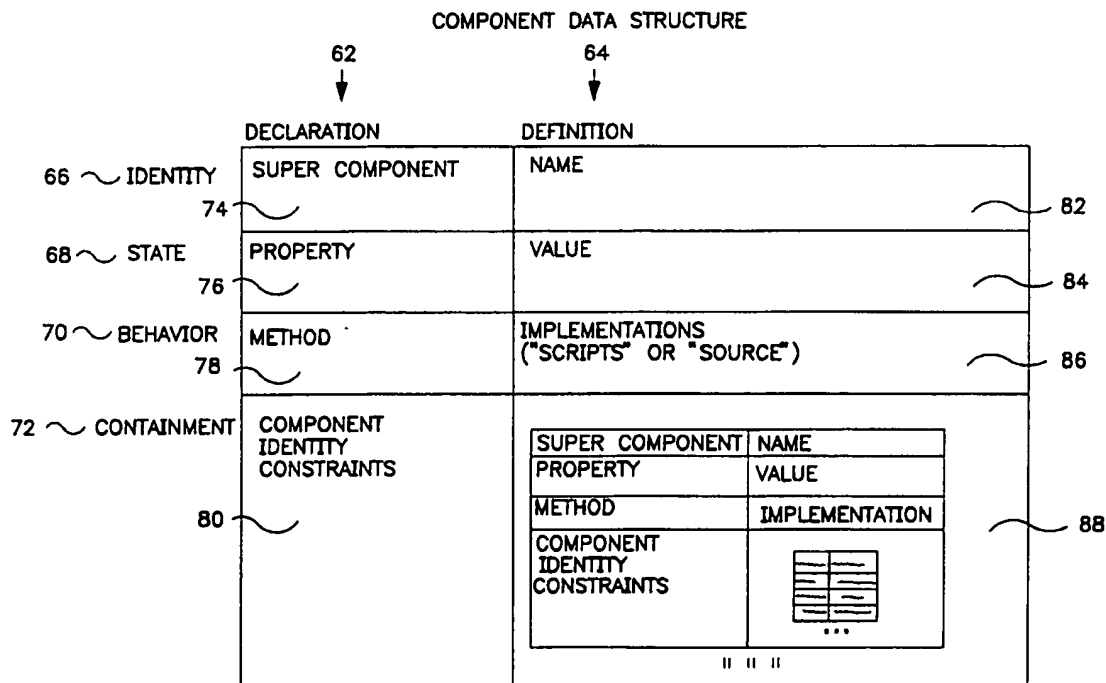 COMPONENT DATA STRUCTURE
62 64
DECLARATION DEFINITION
66 IDENTITY SUPER COMPONENT NAME
74 82
68 STATE PROPERTY VALUE
76 84
70 BEHAVIOR METHOD IMPLEMENTATIONS
("SCRIPTS" OR "SOURCE")
78 86
72 CONTAINMENT COMPONENT
IDENTITY
CONSTRAINTS
80 88
SUPER COMPONENT NAME
PROPERTY VALUE
METHOD IMPLEMENTATION
COMPONENT
IDENTITY
CONSTRAINTS